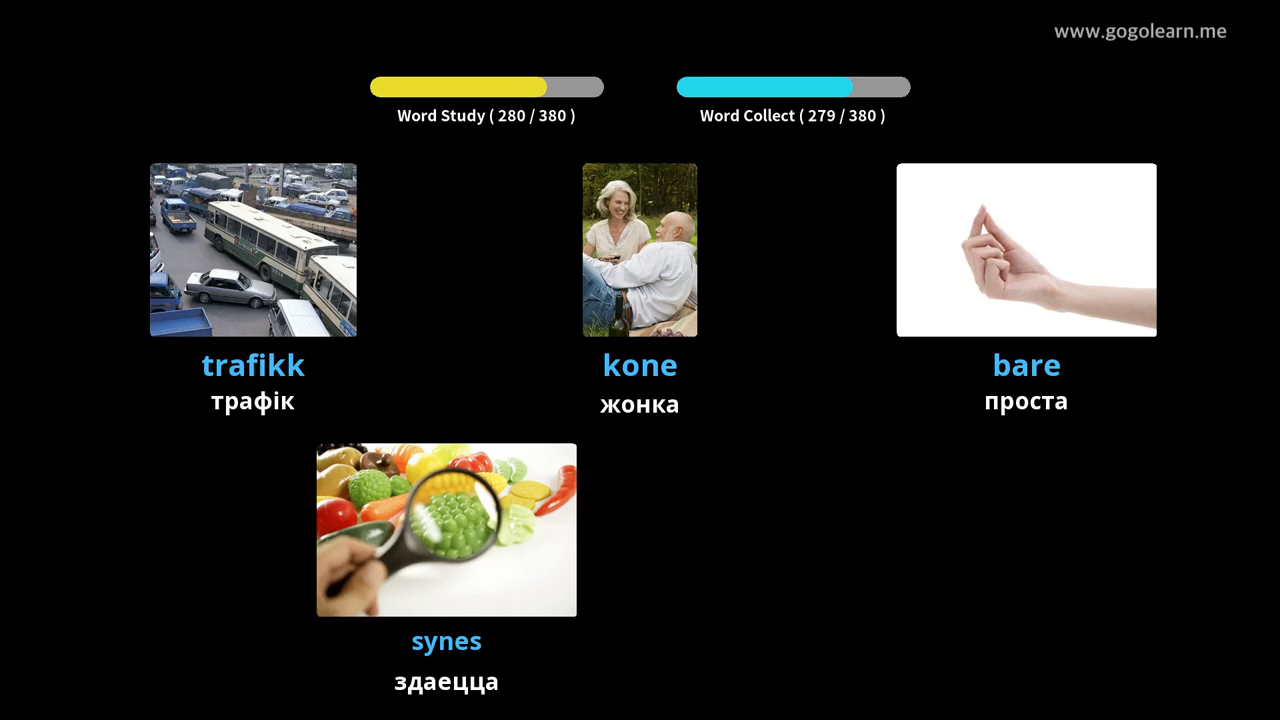 www.gogolearn.me
Word Study ( 280 / 380 )
Word Collect ( 279 / 380 )
trafikk
трафік
kone
жонка
bare
проста
synes
здаецца